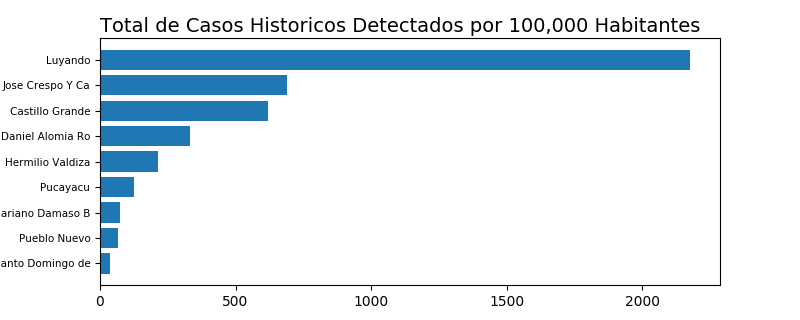 Total de Casos Historicos Detectados por 100,000 Habitantes
Luyando
Jose Crespo Y Ca
Castillo Grande
Daniel Alomia Ro
Hermilio Valdiza
Pucayacu
ariano Damaso B
Pueblo Nuevo
anto Domingo de
0 500 1000 1500 2000